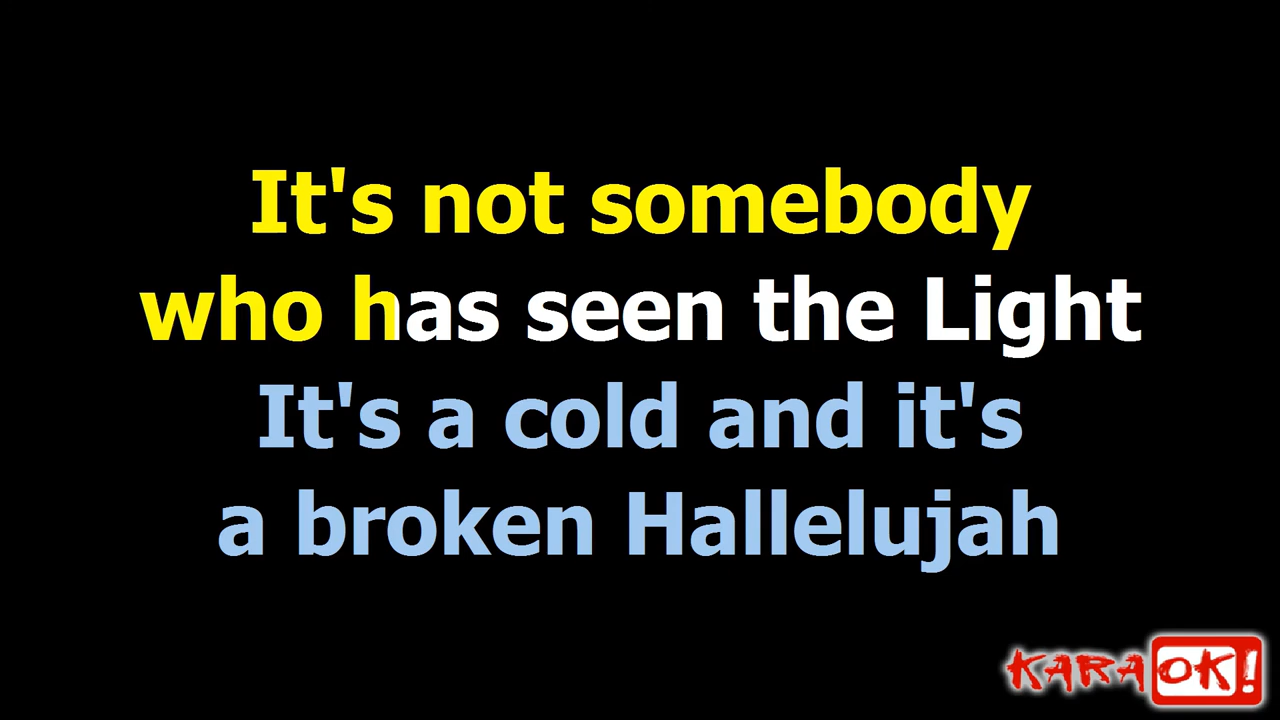 It's not somebody
who has seen the Light
It's a cold and it's
a broken Hallelujah
KARAOK!